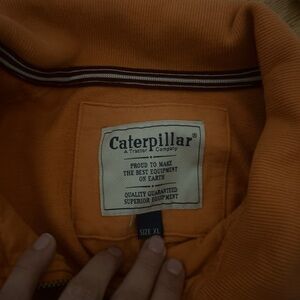 Caterpillar®
A Tractor Company
PROUD TO MAKE
THE BEST EQUIPMENT
ON EARTH
QUALITY GUARANTEED
SUPERIOR EQUIPMENT
SIZE XL